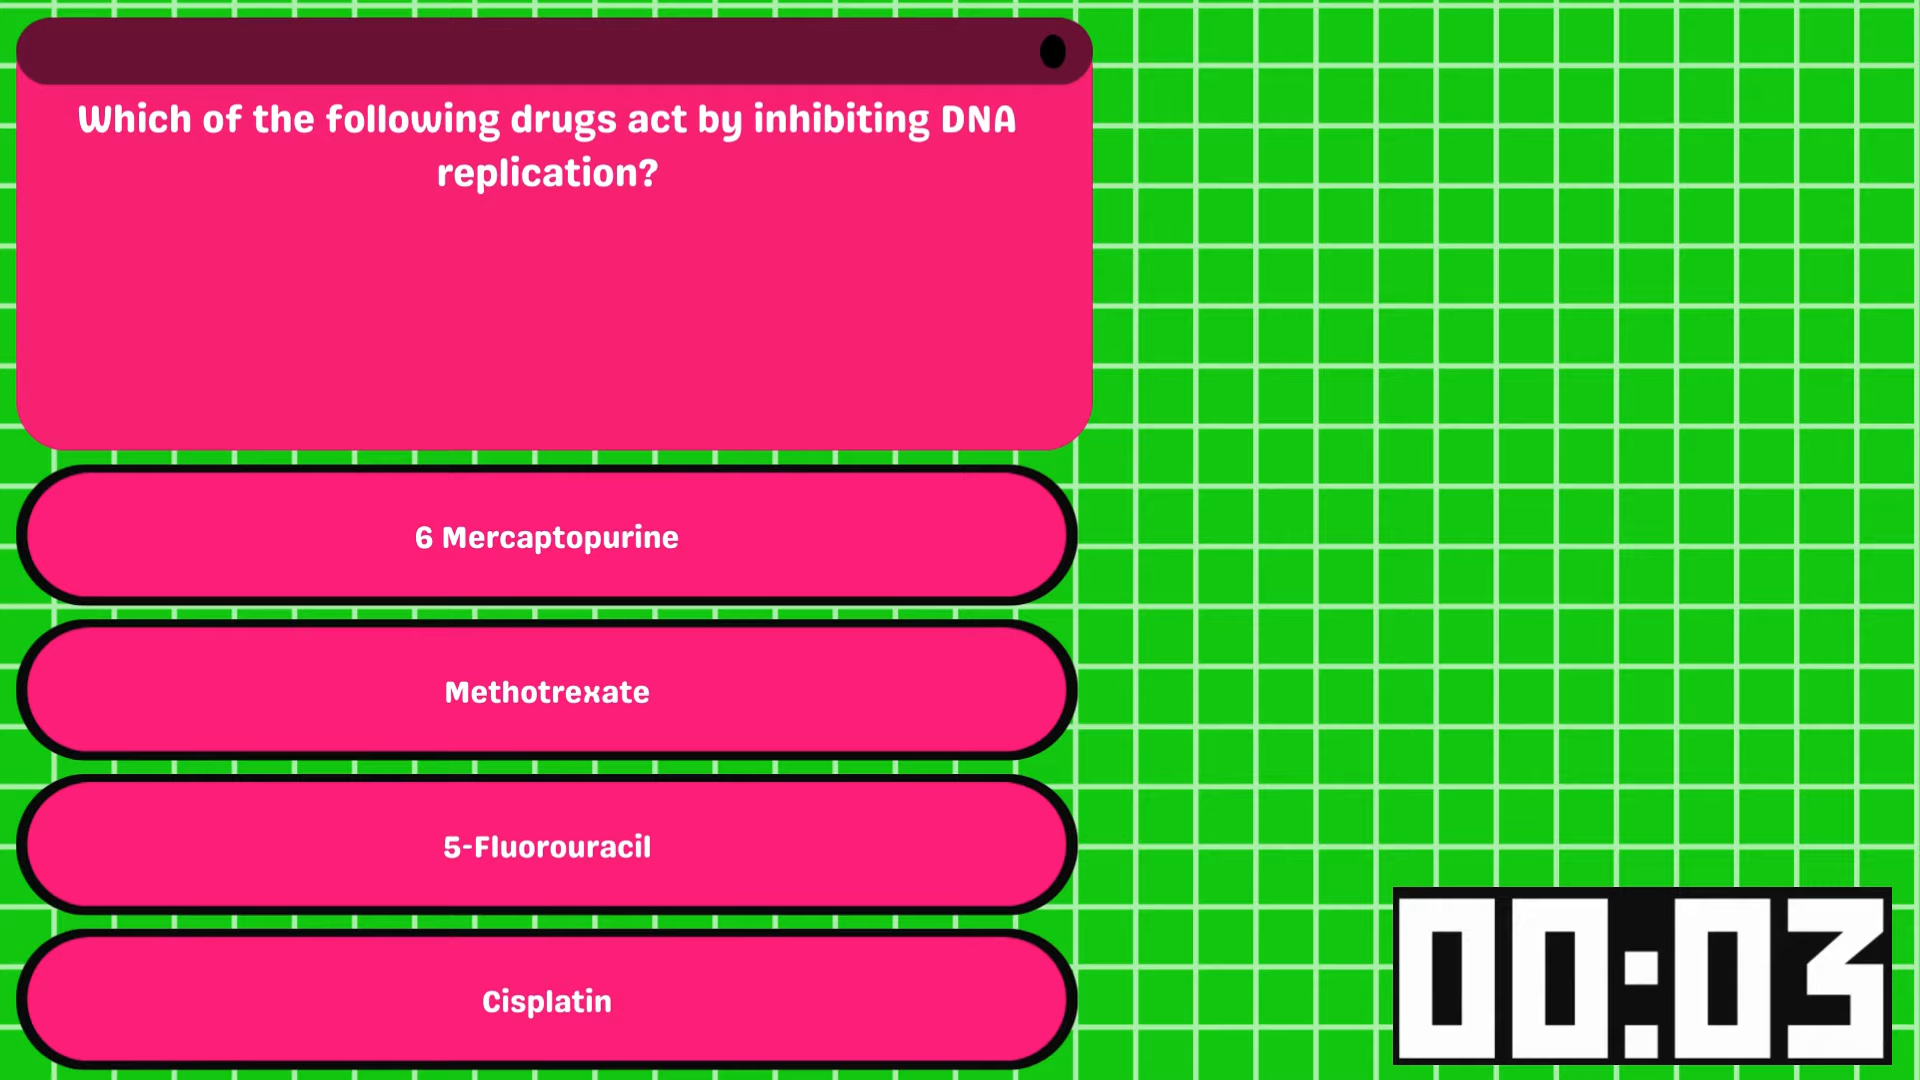 Which of the following drugs act by inhibiting DNA
replication?
6 Mercaptopurine
Methotrexate
5-Fluorouracil
Cisplatin
00:03